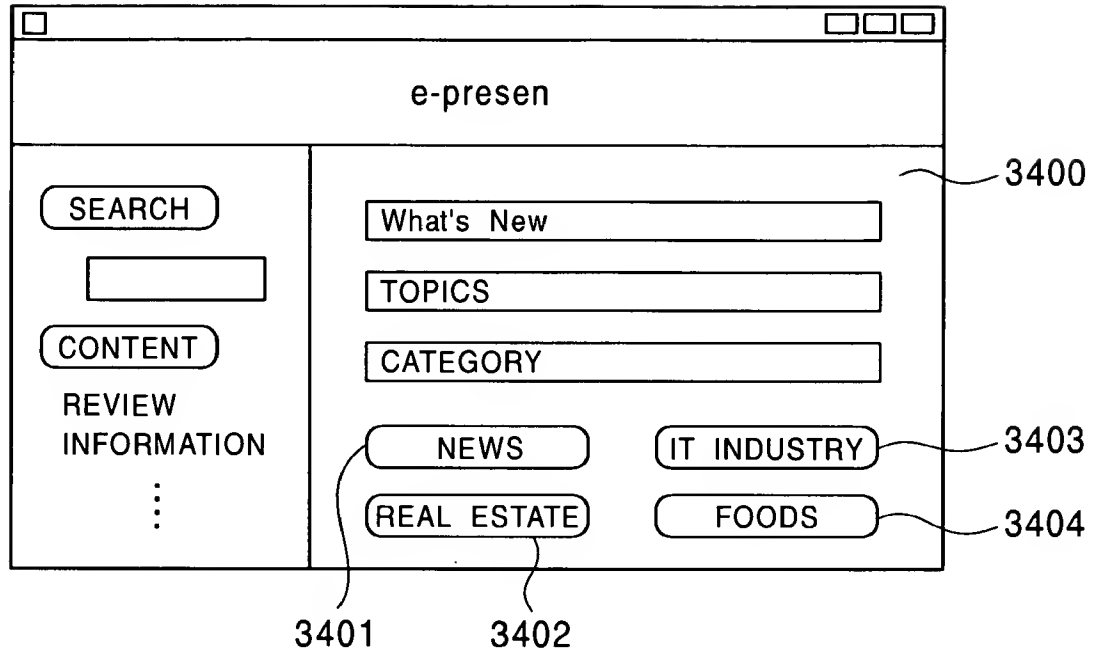 e-presen
SEARCH
CONTENT
REVIEW
INFORMATION
What's New
TOPICS
CATEGORY
NEWS
IT INDUSTRY
REAL ESTATE
FOODS
3400
3403
3404
3401
3402